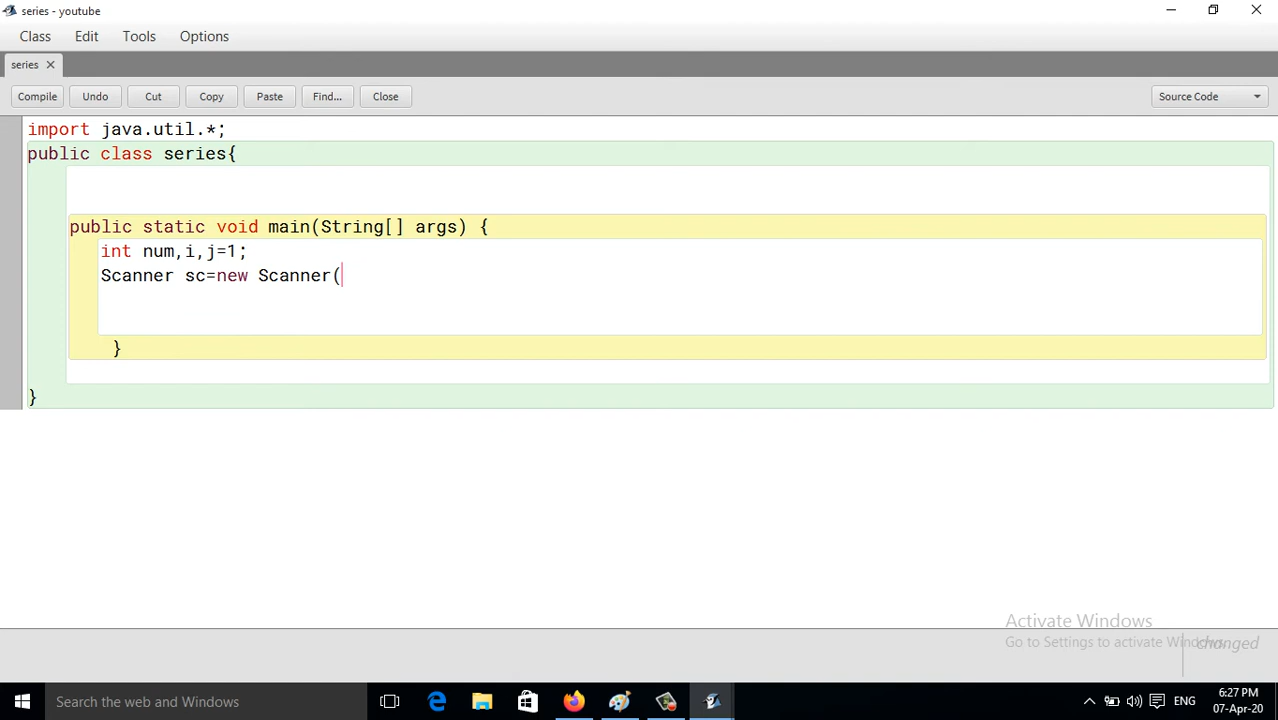 series - youtube
Class Edit Tools Options
series
Compile Undo Cut Copy Paste Find... Close Source Code
import java.util.*;
public class series{
public static void main(String[] args) {
int num,i,j=1;
Scanner sc=new Scanner(
}
}
Activate Windows
Go to Settings to activate Windows.
changed
Search the web and Windows
ENG
6:27 PM
07-Apr-20